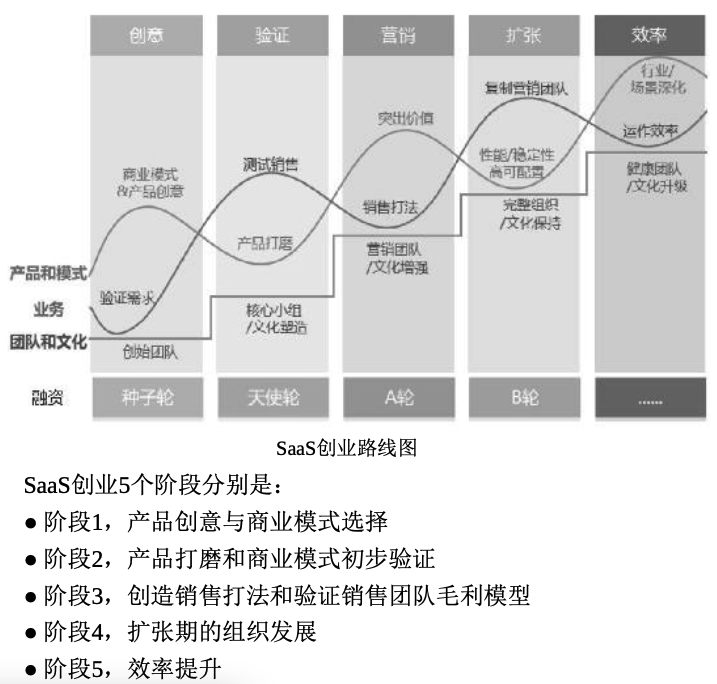 创意 验证 营销 扩张 效率
行业/
场景深化
复制营销团队
突出价值
运作效率
测试销售
性能/稳定性
高可配置
商业模式
&产品创意
健康团队
/文化升级
销售打法
完整组织
/文化保持
产品打磨
营销团队
/文化增强
产品和模式
验证需求
业务
核心小组
/文化塑造
团队和文化
创始团队
融资 种子轮 天使轮 A轮 B轮 ......
SaaS创业路线图
SaaS创业5个阶段分别是：
● 阶段1，产品创意与商业模式选择
● 阶段2，产品打磨和商业模式初步验证
● 阶段3，创造销售打法和验证销售团队毛利模型
● 阶段4，扩张期的组织发展
● 阶段5，效率提升